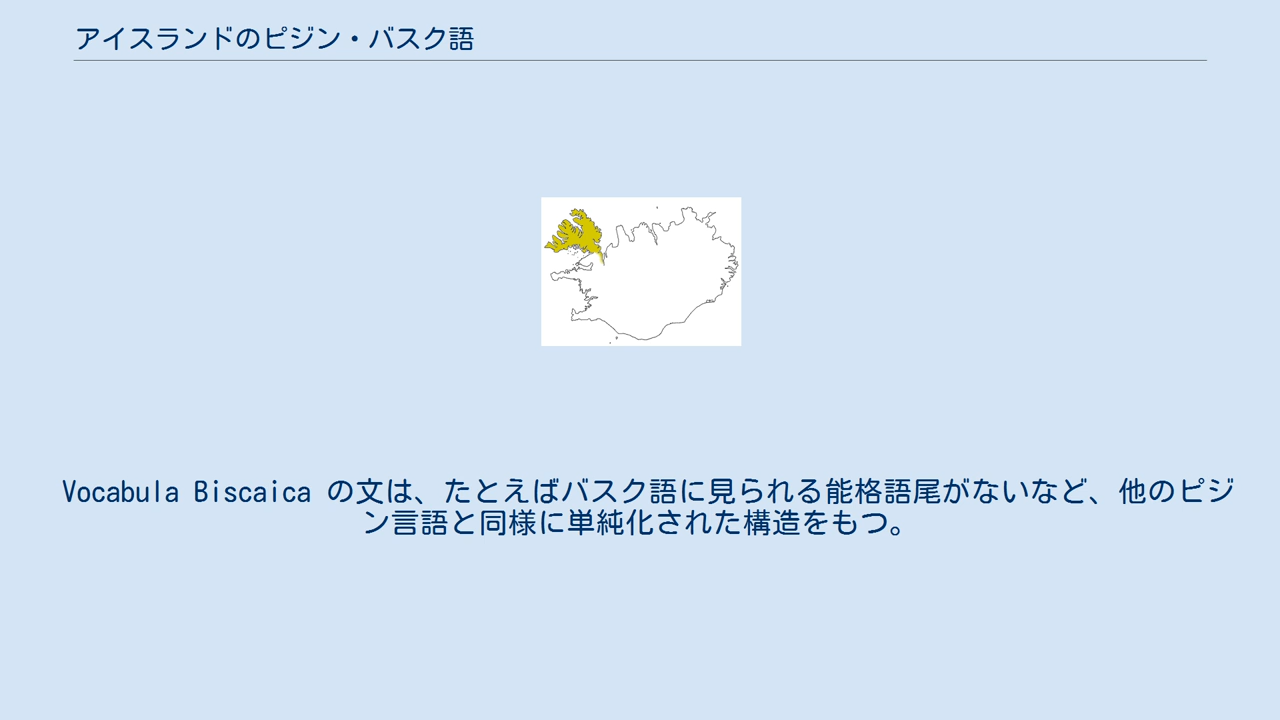 アイスランドのピジン・バスク語
Vocabula Biscaica の文は、たとえばバスク語に見られる能格語尾がないなど、他のピジ
ン言語と同様に単純化された構造をもつ。